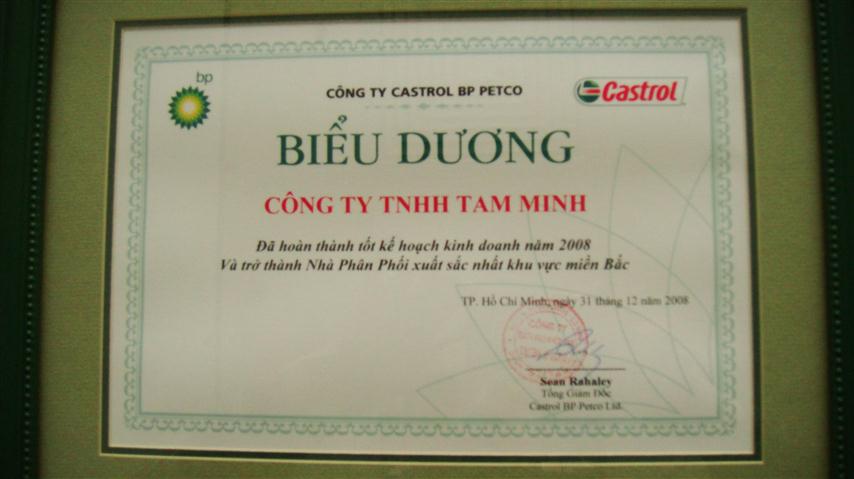 bp
CÔNG TY CASTROL BP PETCO
Castrol
BIỂU DƯƠNG
CÔNG TY TNHH TAM MINH
Đã hoàn thành tốt kế hoạch kinh doanh năm 2008
Và trở thành Nhà Phân Phối xuất sắc nhất khu vực miền Bắc
TP. Hồ Chí Minh, ngày 31 tháng 12 năm 2008
CÔNG TY
Sean Rahaley
Tổng Giám Đốc
Castrol BP Petco Ltd.